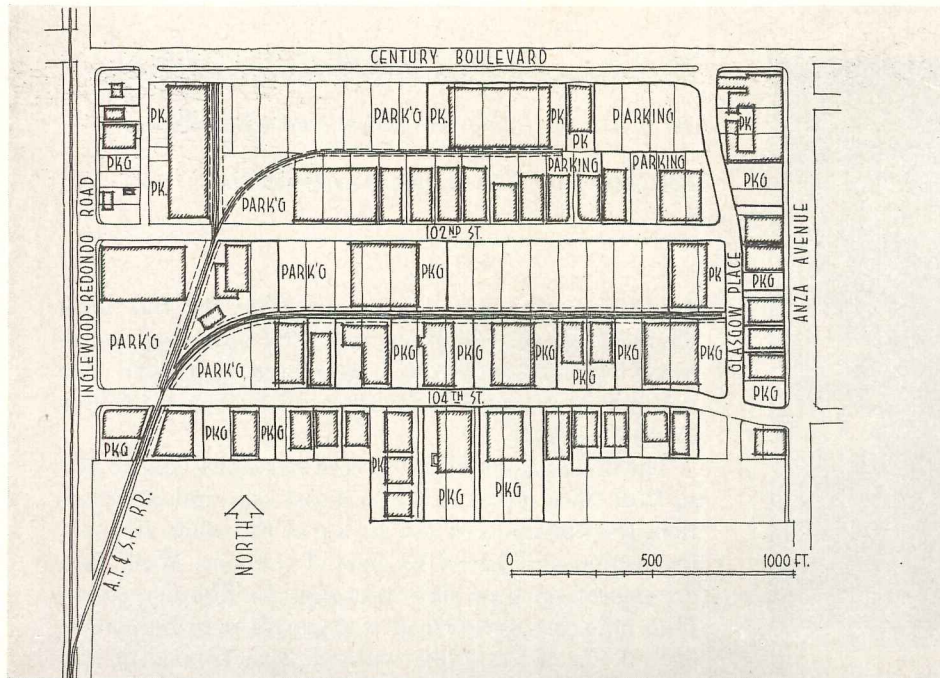 CENTURY BOULEVARD
PK.
PARK'G
PK.
PK
PK
PARKING
PK
PKG
PK.
PARKING
PARKING
PKG
PARK'G
INGLEWOOD-REDONDO ROAD
102ND ST.
GLASGOW PLACE
ANZA AVENUE
PARK'G
PKG
PK
PKG
PARK'G
PARK'G
PKG
PKG
PKG
PKG
PKG
PKG
PKG
104TH ST.
PKG
PKG
PKG
PK
PKG
PKG
A.T. & S.F. RR.
NORTH
0 500 1000 FT.